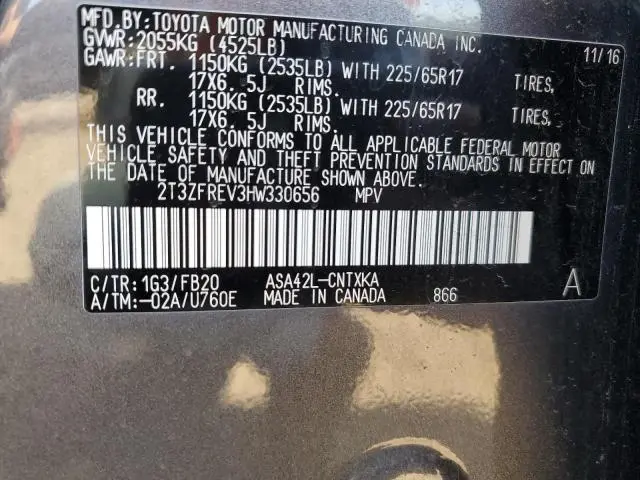 MFD. BY: TOYOTA MOTOR MANUFACTURING CANADA INC.
GVWR: 2055KG (4525LB) 11/16
GAWR: FRT. 1150KG (2535LB) WITH 225/65R17 TIRES,
17X6. 5J RIMS.
RR. 1150KG (2535LB) WITH 225/65R17 TIRES,
17X6. 5J RIMS.
THIS VEHICLE CONFORMS TO ALL APPLICABLE FEDERAL MOTOR
VEHICLE SAFETY AND THEFT PREVENTION STANDARDS IN EFFECT ON
THE DATE OF MANUFACTURE SHOWN ABOVE.
2T3ZFREV3HW330656 MPV
C/TR: 1G3/FB20 ASA42L-CNTXKA A
A/TM:-02A/U760E MADE IN CANADA 866